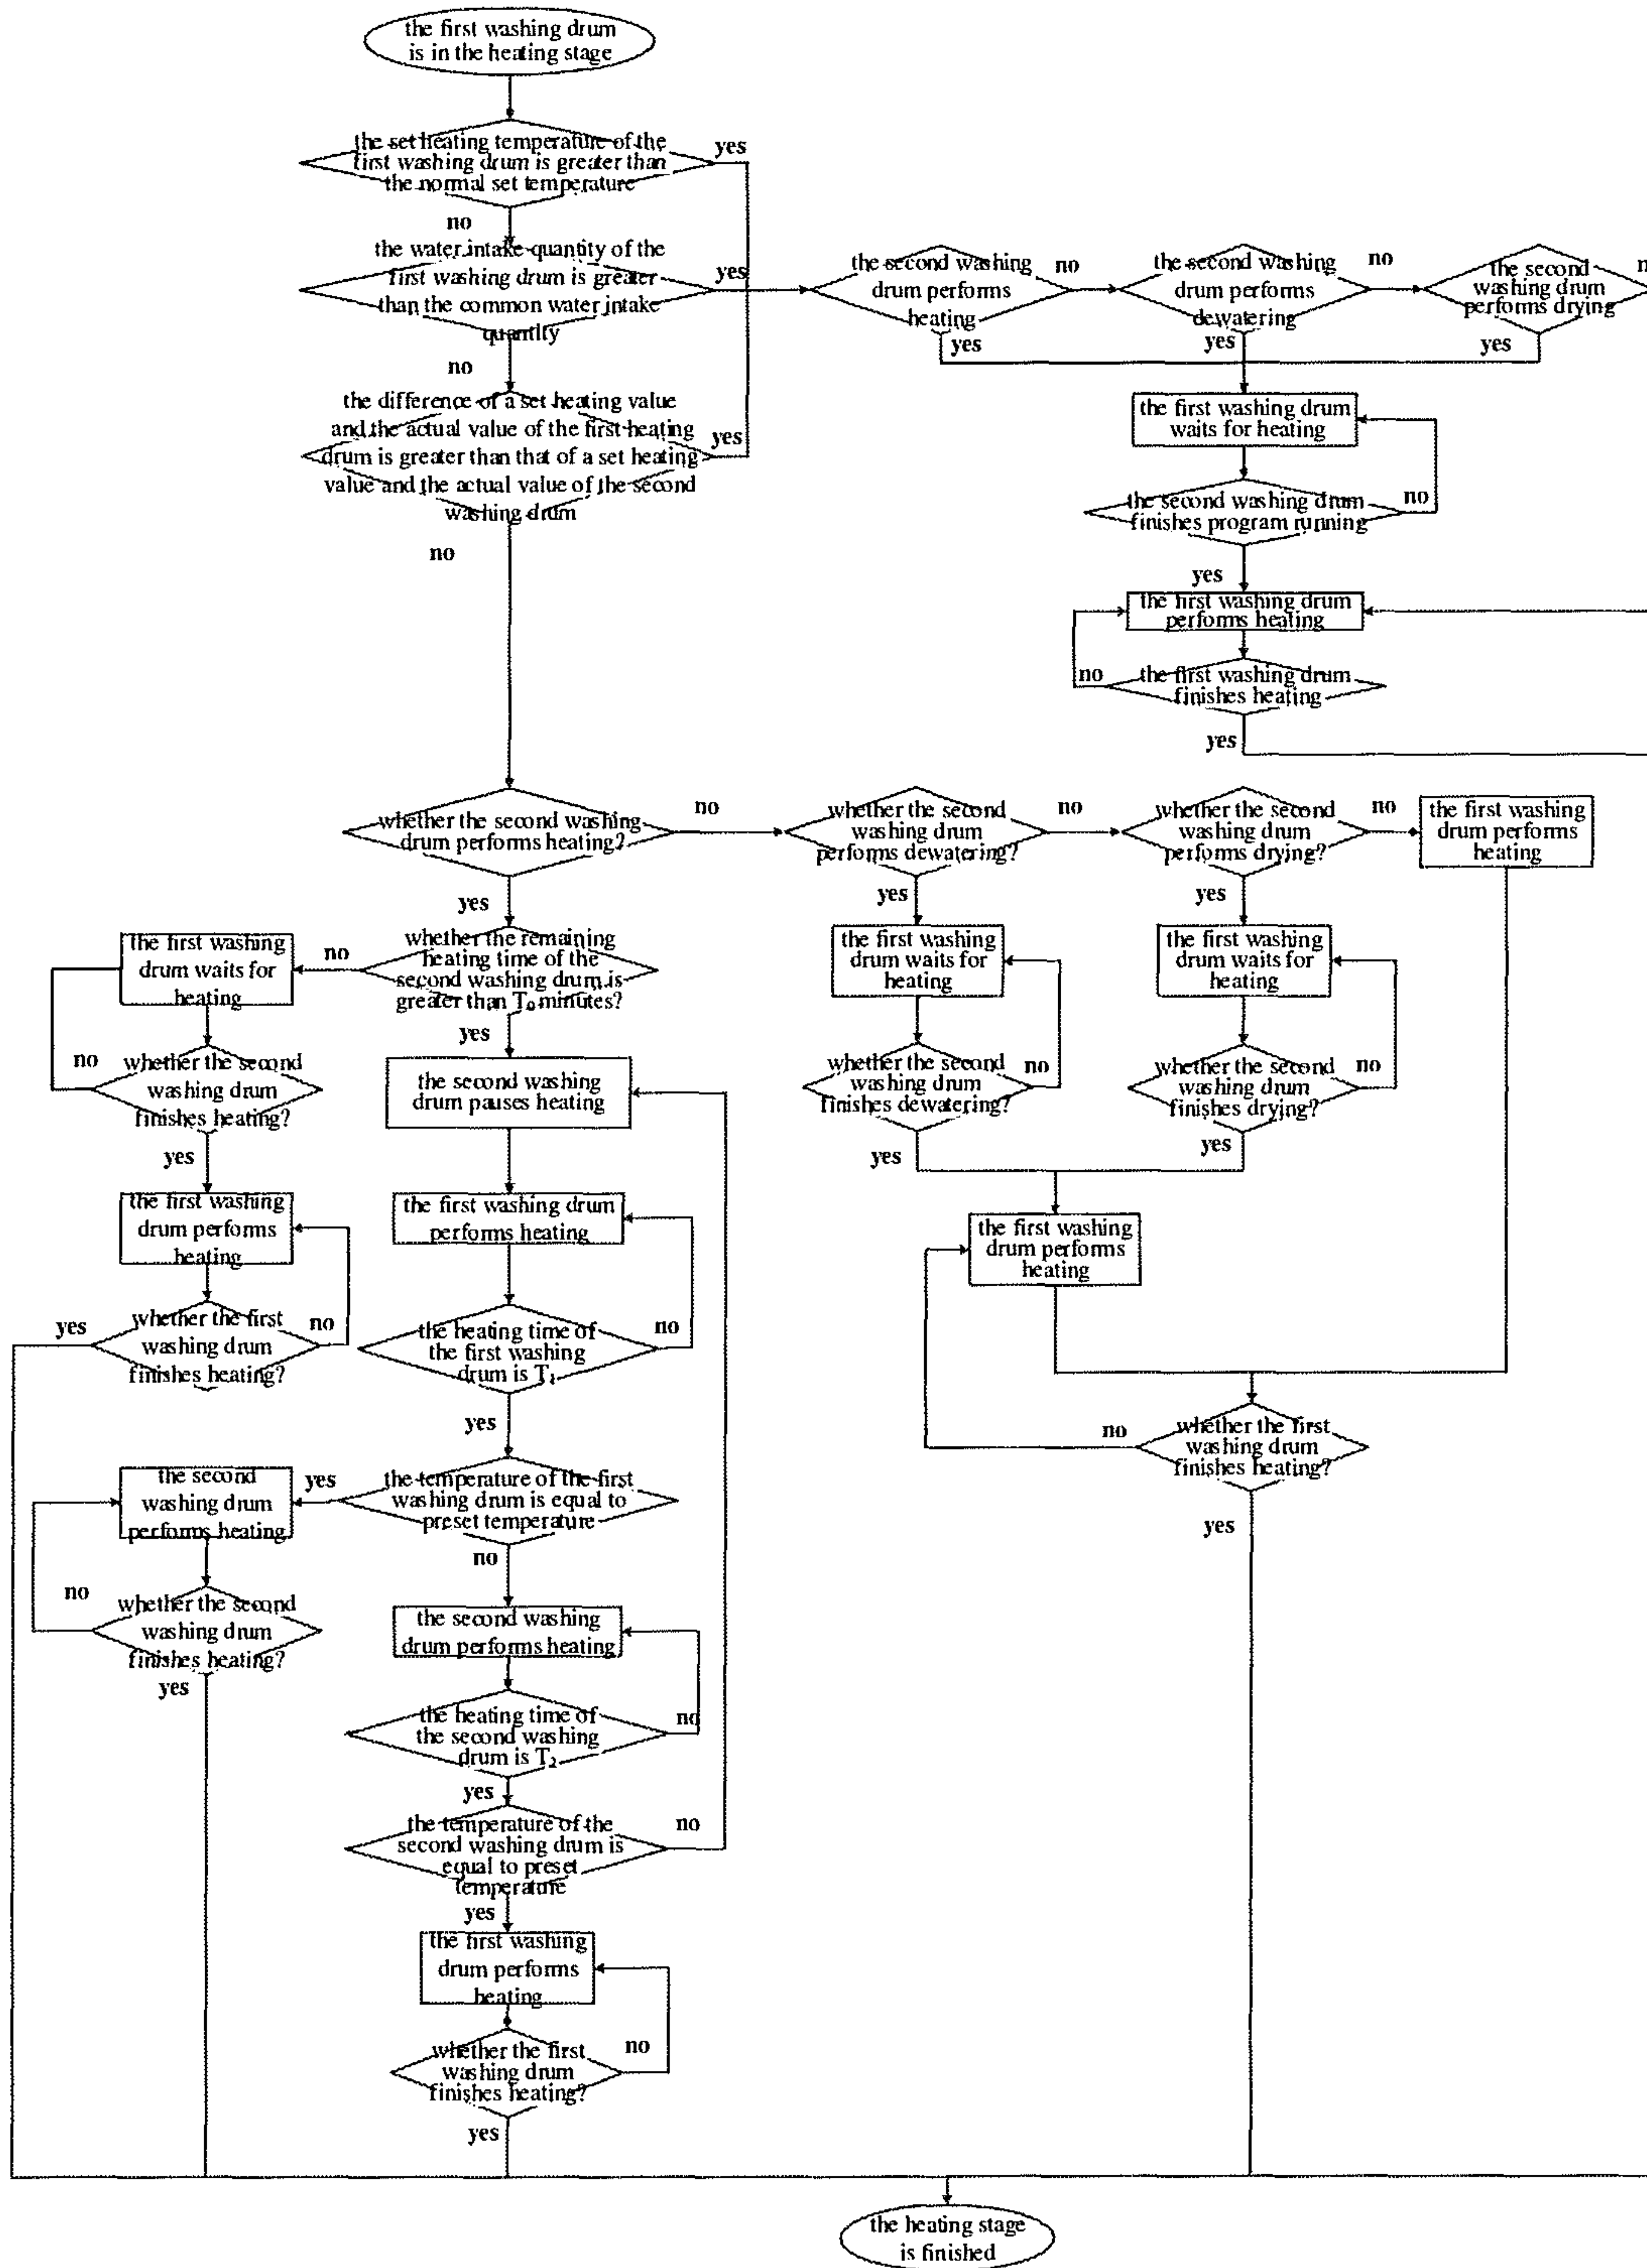 the first washing drum
is in the heating stage
the set heating temperature of the
first washing drum is greater than
the normal set temperature
yes
no
the water intake quantity of the
first washing drum is greater
than the common water intake
quantity
yes
no
the second washing
drum performs
heating
no
yes
the second washing
drum performs
dewatering
no
yes
the second
washing drum
performs drying
yes
the difference of a set heating value
and the actual value of the first heating
drum is greater than that of a set heating
value and the actual value of the second
washing drum
yes
no
the first washing drum
waits for heating
the second washing drum
finishes program running
no
yes
the first washing drum
performs heating
the first washing drum
finishes heating
no
yes
whether the second washing
drum performs heating?
no
yes
whether the second
washing drum
performs dewatering?
no
yes
whether the second
washing drum
performs drying?
no
yes
the first washing
drum performs
heating
whether the remaining
heating time of the
second washing drum is
greater than T₀ minutes?
no
yes
the first washing
drum waits for
heating
whether the second
washing drum
finishes heating?
no
yes
the first washing
drum performs
heating
whether the first
washing drum
finishes heating?
yes
no
the second washing
drum pauses heating
the first washing drum
performs heating
the heating time of
the first washing
drum is T₁
no
yes
the first washing
drum waits for
heating
whether the second
washing drum
finishes dewatering?
no
yes
the first washing
drum waits for
heating
whether the second
washing drum
finishes drying?
no
yes
the first washing
drum performs
heating
whether the first
washing drum
finishes heating?
no
yes
the temperature of the first
washing drum is equal to
preset temperature
yes
no
the second
washing drum
performs heating
whether the second
washing drum
finishes heating?
no
yes
the second washing
drum performs heating
the heating time of
the second washing
drum is T₂
no
yes
the temperature of the
second washing drum is
equal to preset
temperature
no
yes
the first washing
drum performs
heating
whether the first
washing drum
finishes heating?
no
yes
the heating stage
is finished